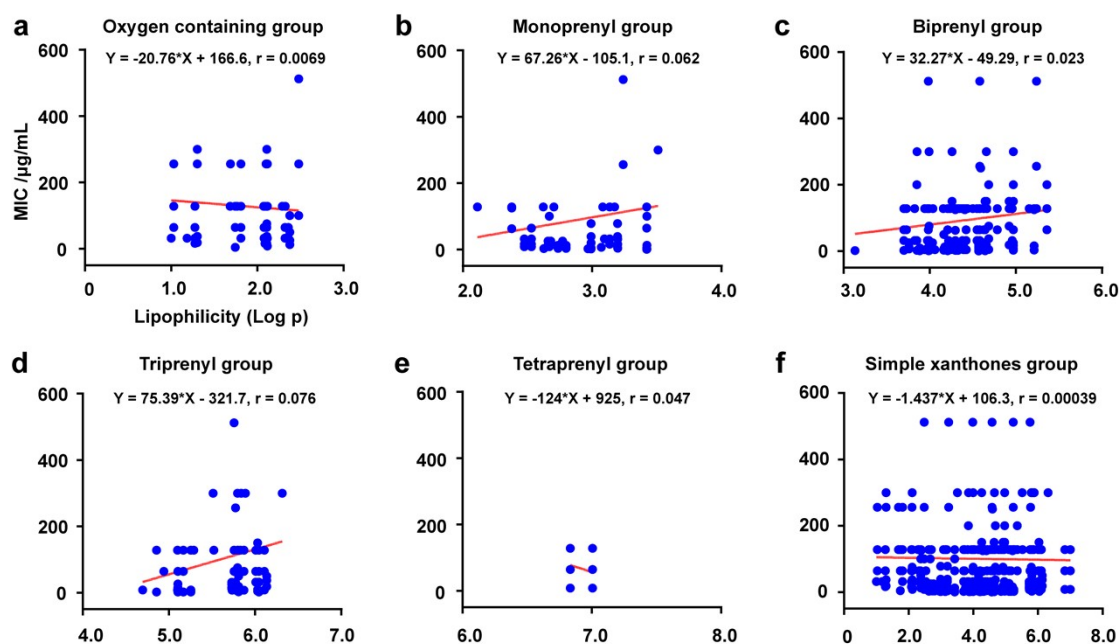 a
Oxygen containing group
Y = -20.76*X + 166.6, r = 0.0069
600
400
200
0
0
1.0
2.0
3.0
MIC /µg/mL
Lipophilicity (Log p)
b
Monoprenyl group
Y = 67.26*X - 105.1, r = 0.062
600
400
200
0
2.0
3.0
4.0
c
Biprenyl group
Y = 32.27*X - 49.29, r = 0.023
600
400
200
0
3.0
4.0
5.0
6.0
d
Triprenyl group
Y = 75.39*X - 321.7, r = 0.076
600
400
200
0
4.0
5.0
6.0
7.0
e
Tetraprenyl group
Y = -124*X + 925, r = 0.047
600
400
200
0
6.0
7.0
8.0
f
Simple xanthones group
Y = -1.437*X + 106.3, r = 0.00039
600
400
200
0
0
2.0
4.0
6.0
8.0